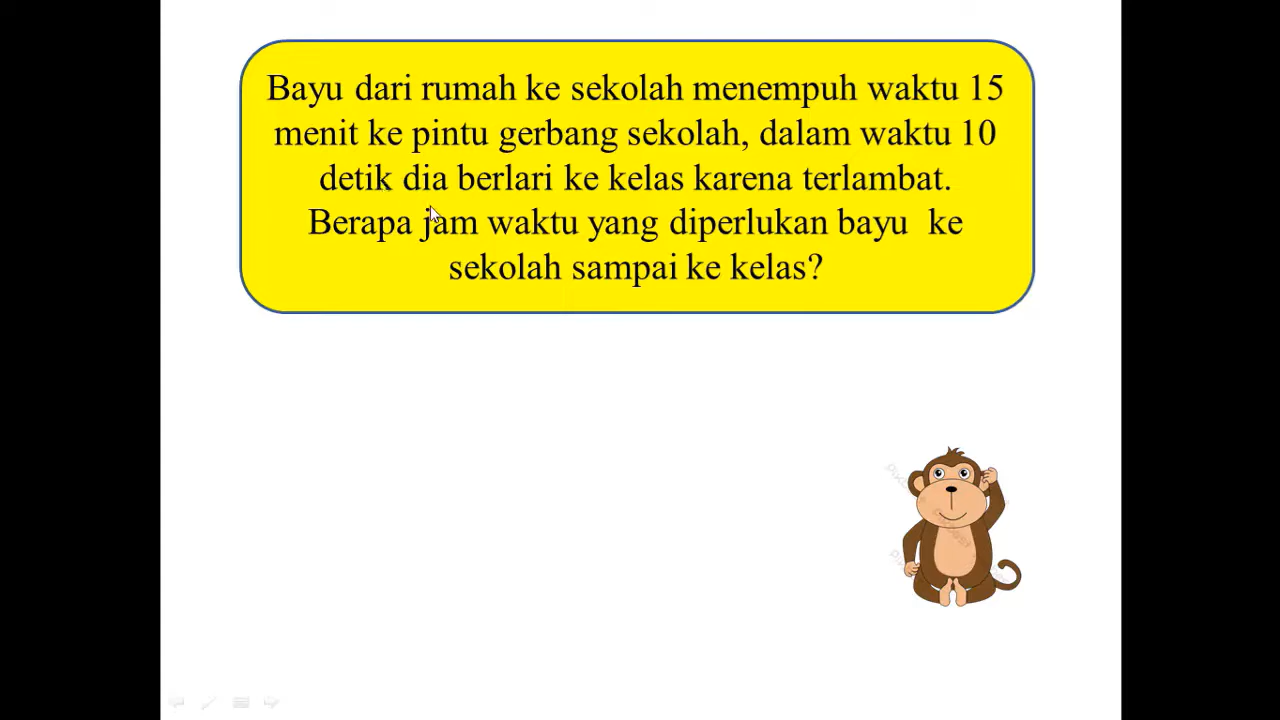 Bayu dari rumah ke sekolah menempuh waktu 15
menit ke pintu gerbang sekolah, dalam waktu 10
detik dia berlari ke kelas karena terlambat.
Berapa jam waktu yang diperlukan bayu  ke
sekolah sampai ke kelas?